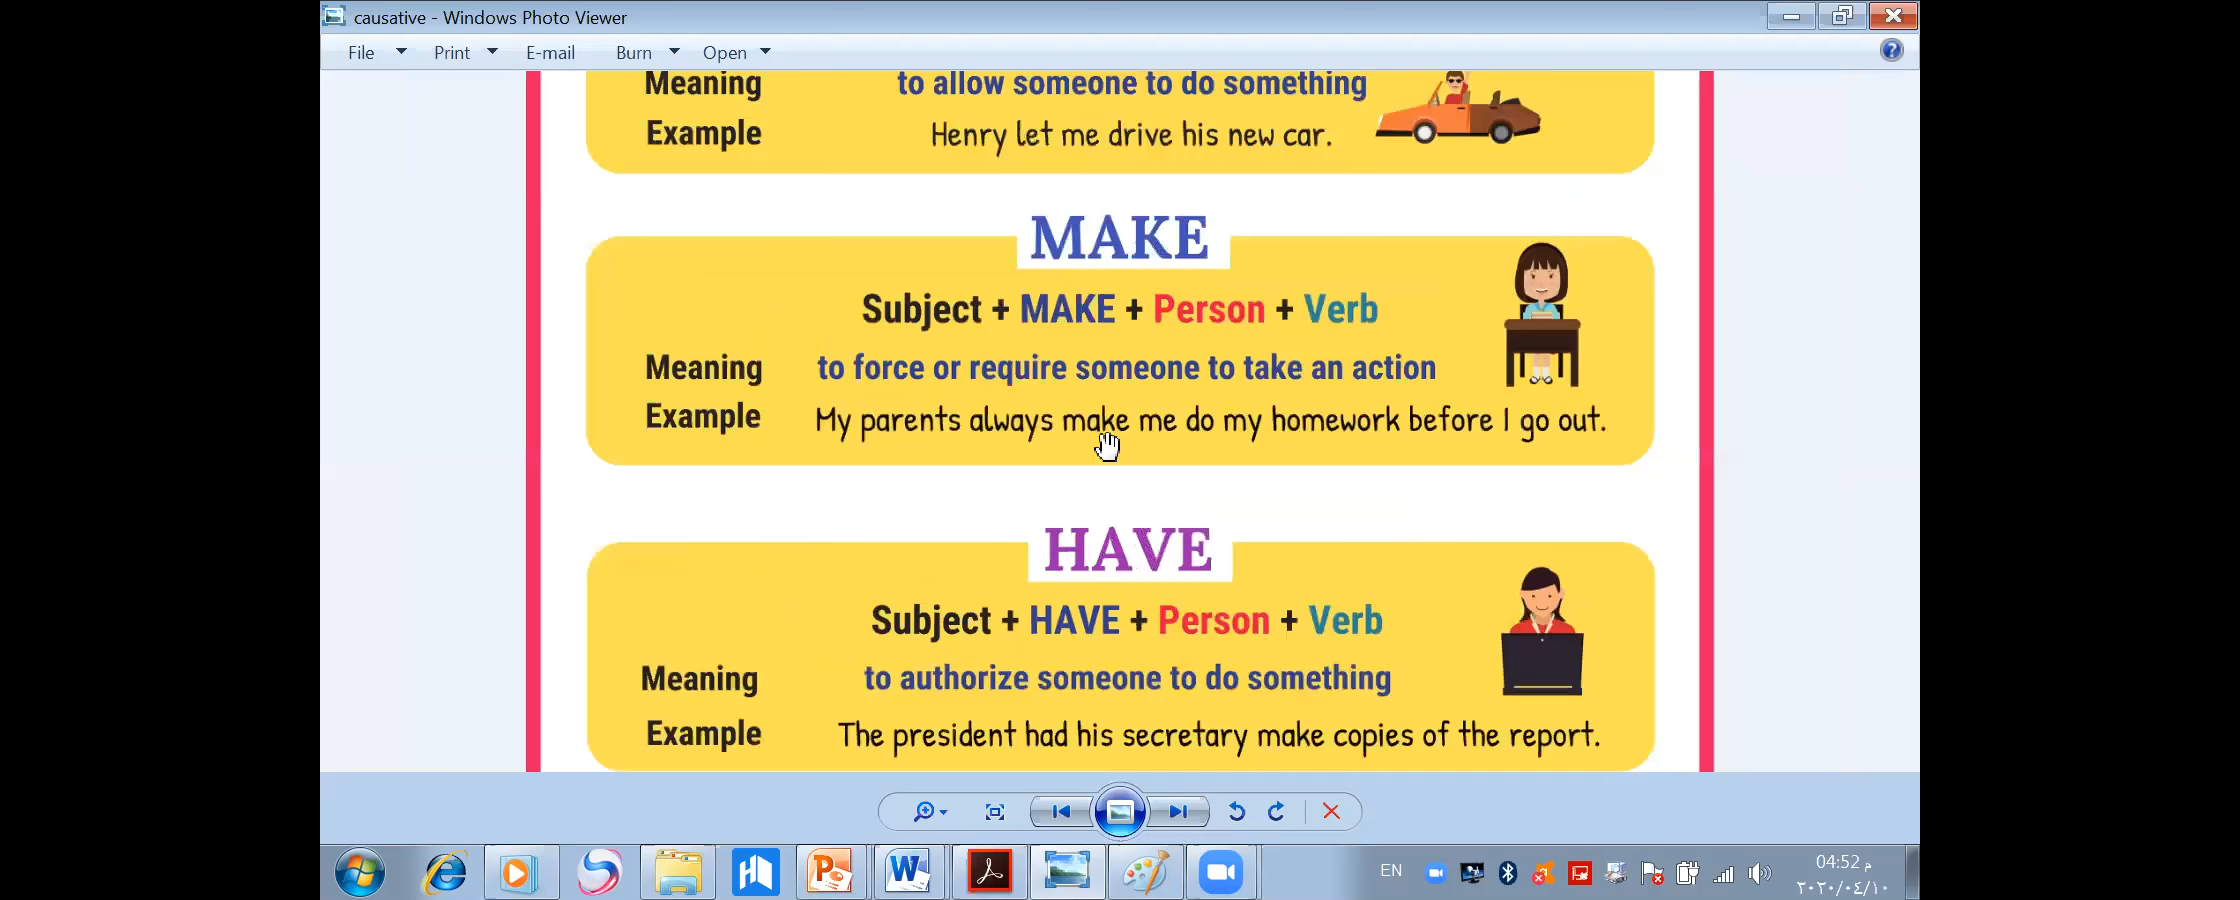 causative - Windows Photo Viewer
File Print E-mail Burn Open
Meaning to allow someone to do something
Example Henry let me drive his new car.
MAKE
Subject + MAKE + Person + Verb
Meaning to force or require someone to take an action
Example My parents always make me do my homework before I go out.
HAVE
Subject + HAVE + Person + Verb
Meaning to authorize someone to do something
Example The president had his secretary make copies of the report.
EN
04:52 م
٢٠٢٠/٠٤/١٠